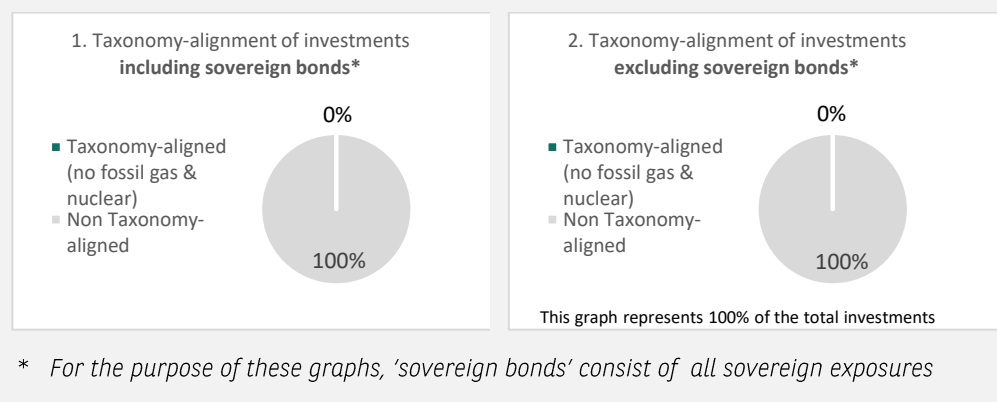 1. Taxonomy-alignment of investments
including sovereign bonds*
0%
Taxonomy-aligned
(no fossil gas &
nuclear)
Non Taxonomy-
aligned
100%
2. Taxonomy-alignment of investments
excluding sovereign bonds*
0%
Taxonomy-aligned
(no fossil gas &
nuclear)
Non Taxonomy-
aligned
100%
This graph represents 100% of the total investments
* For the purpose of these graphs, ‘sovereign bonds’ consist of all sovereign exposures